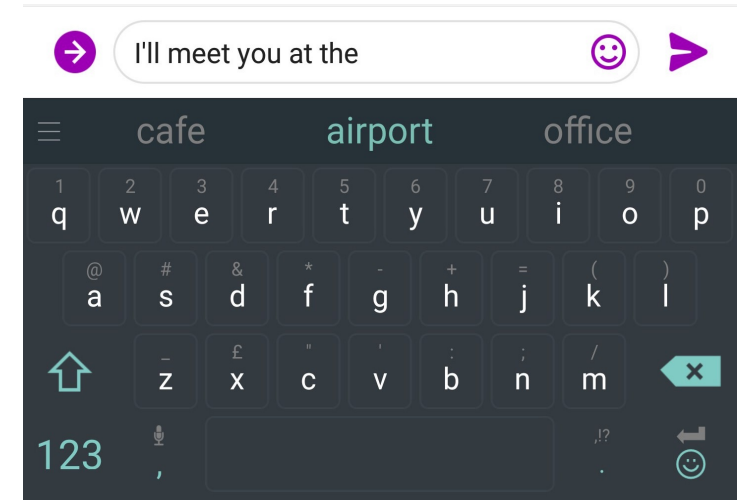 I'll meet you at the
cafe airport office
1 2 3 4 5 6 7 8 9 0
q w e r t y u i o p
@ # & * - + = ( )
a s d f g h j k l
_ £ " ' : ; /
z x c v b n m
123 , ,!? .